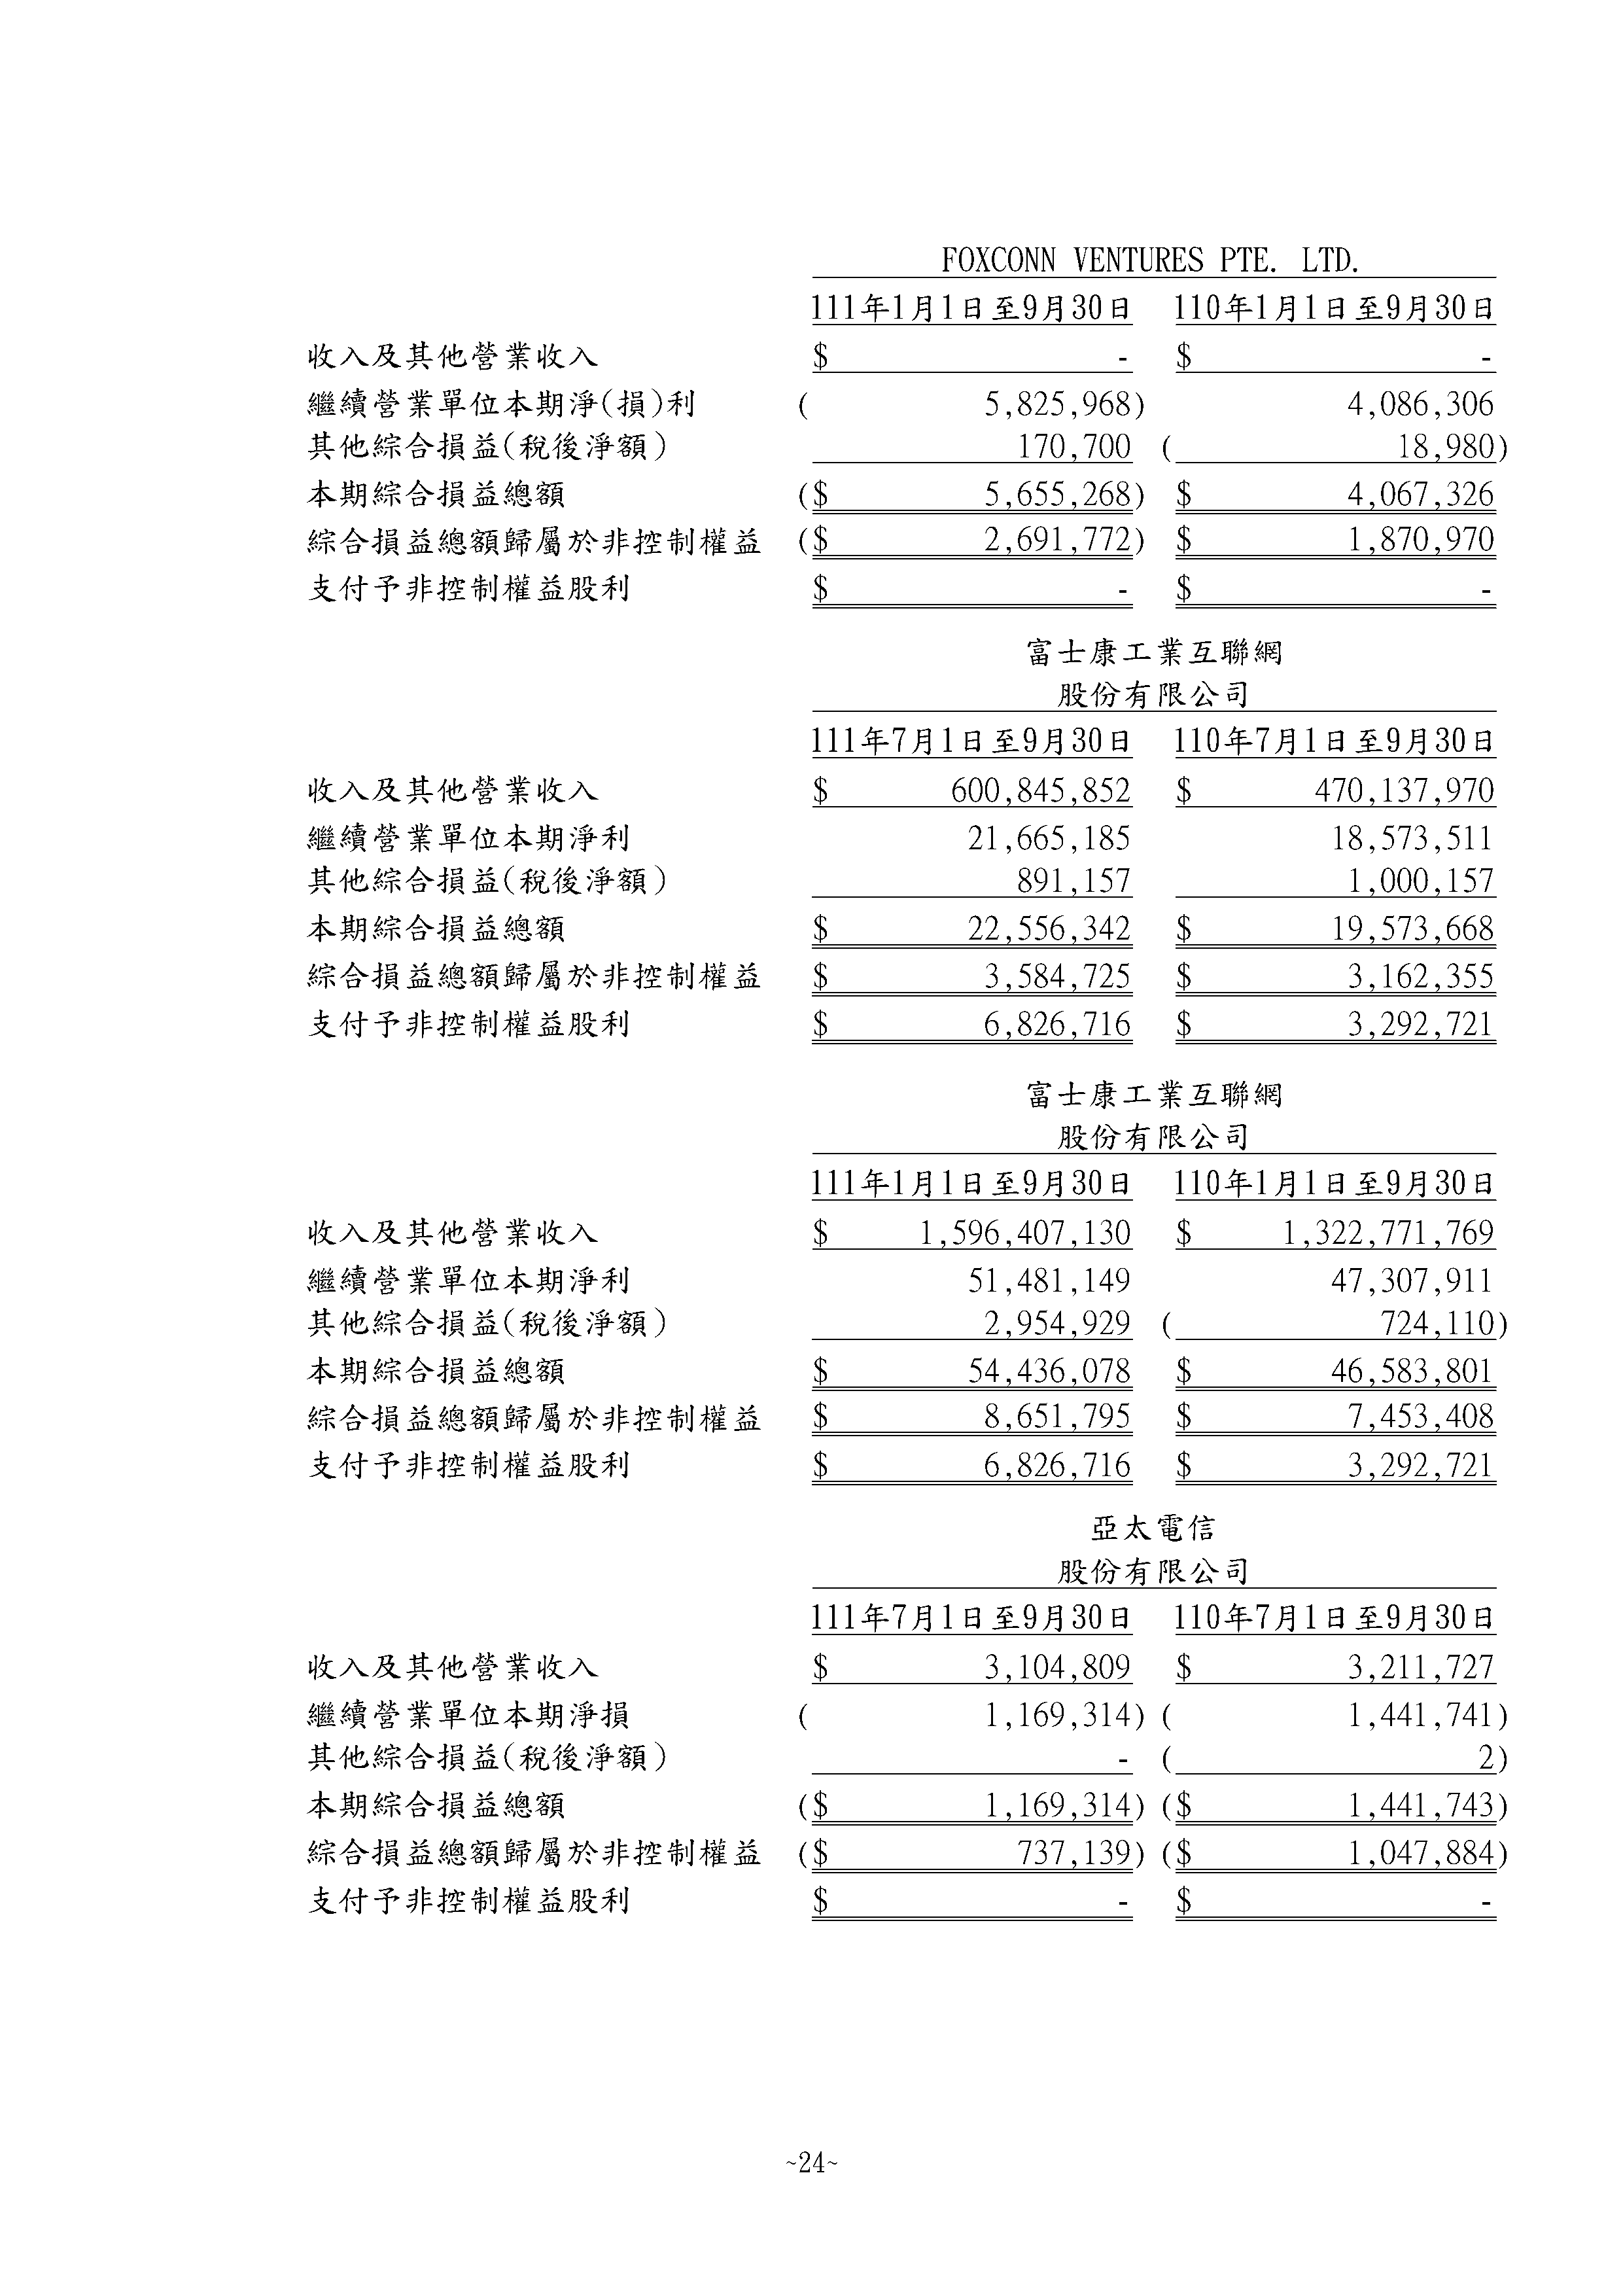 FOXCONN VENTURES PTE. LTD.
111年1月1日至9月30日 110年1月1日至9月30日
收入及其他營業收入 $ - $ -
繼續營業單位本期淨(損)利 ( 5,825,968) 4,086,306
其他綜合損益(稅後淨額) 170,700 ( 18,980)
本期綜合損益總額 ($ 5,655,268) $ 4,067,326
綜合損益總額歸屬於非控制權益 ($ 2,691,772) $ 1,870,970
支付予非控制權益股利 $ - $ -
富士康工業互聯網
股份有限公司
111年7月1日至9月30日 110年7月1日至9月30日
收入及其他營業收入 $ 600,845,852 $ 470,137,970
繼續營業單位本期淨利 21,665,185 18,573,511
其他綜合損益(稅後淨額) 891,157 1,000,157
本期綜合損益總額 $ 22,556,342 $ 19,573,668
綜合損益總額歸屬於非控制權益 $ 3,584,725 $ 3,162,355
支付予非控制權益股利 $ 6,826,716 $ 3,292,721
富士康工業互聯網
股份有限公司
111年1月1日至9月30日 110年1月1日至9月30日
收入及其他營業收入 $ 1,596,407,130 $ 1,322,771,769
繼續營業單位本期淨利 51,481,149 47,307,911
其他綜合損益(稅後淨額) 2,954,929 ( 724,110)
本期綜合損益總額 $ 54,436,078 $ 46,583,801
綜合損益總額歸屬於非控制權益 $ 8,651,795 $ 7,453,408
支付予非控制權益股利 $ 6,826,716 $ 3,292,721
亞太電信
股份有限公司
111年7月1日至9月30日 110年7月1日至9月30日
收入及其他營業收入 $ 3,104,809 $ 3,211,727
繼續營業單位本期淨損 ( 1,169,314) ( 1,441,741)
其他綜合損益(稅後淨額) - ( 2)
本期綜合損益總額 ($ 1,169,314) ($ 1,441,743)
綜合損益總額歸屬於非控制權益 ($ 737,139) ($ 1,047,884)
支付予非控制權益股利 $ - $ -
~24~